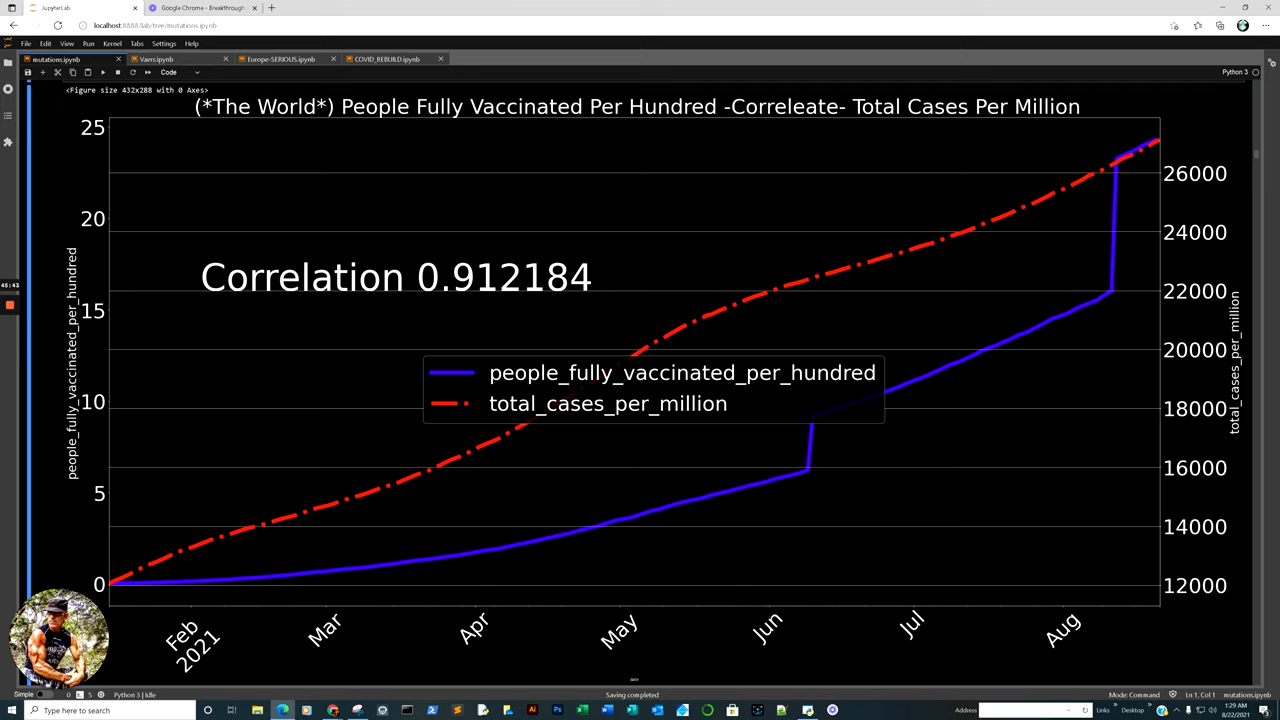 JupyterLab
Google Chrome - Breakthrough
localhost:8888/lab/tree/mutations.ipynb
File Edit View Run Kernel Tabs Settings Help
mutations.ipynb
Vaers.ipynb
Europe-SERIOUS.ipynb
COVID_REBUILD.ipynb
Code
Python 3
<Figure size 432x288 with 0 Axes>
(*The World*) People Fully Vaccinated Per Hundred -Correleate- Total Cases Per Million
25
20
15
10
5
0
people_fully_vaccinated_per_hundred
Correlation 0.912184
people_fully_vaccinated_per_hundred
total_cases_per_million
26000
24000
22000
20000
18000
16000
14000
12000
total_cases_per_million
Feb
2021
Mar
Apr
May
Jun
Jul
Aug
date
46:43
Simple
0
5
Python 3 | Idle
Saving completed
Mode: Command
Ln 1, Col 1
mutations.ipynb
Type here to search
Address
Links
Desktop
1:29 AM
8/22/2021